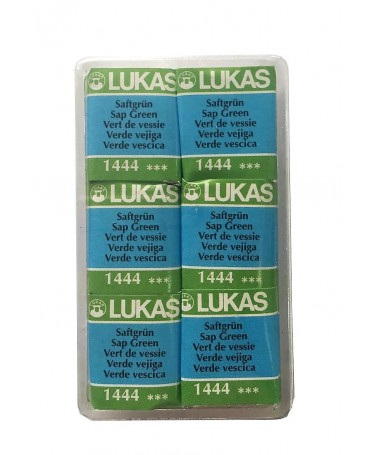 LUKAS
Saftgrün
Sap Green
Vert de vessie
Verde vejiga
Verde vescica
1444 ***
LUKAS
Saftgrün
Sap Green
Vert de vessie
Verde vejiga
Verde vescica
1444 ***
LUKAS
Saftgrün
Sap Green
Vert de vessie
Verde vejiga
Verde vescica
1444 ***
LUKAS
Saftgrün
Sap Green
Vert de vessie
Verde vejiga
Verde vescica
1444 ***
LUKAS
Saftgrün
Sap Green
Vert de vessie
Verde vejiga
Verde vescica
1444 ***
LUKAS
Saftgrün
Sap Green
Vert de vessie
Verde vejiga
Verde vescica
1444 ***